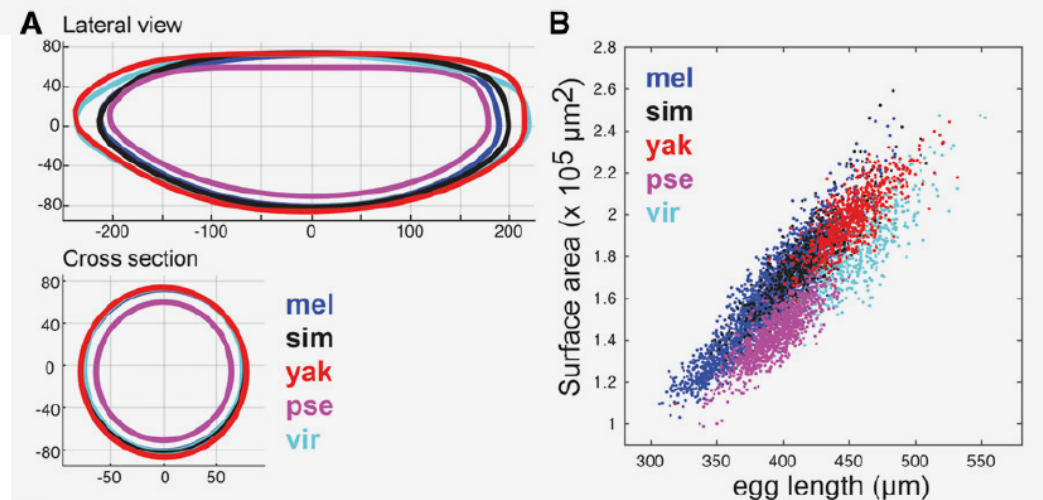 A
Lateral view
80
40
0
-40
-80
-200
-100
0
100
200
Cross section
80
40
0
-40
-80
-50
0
50
mel
sim
yak
pse
vir
B
2.8
2.6
2.4
2.2
2
1.8
1.6
1.4
1.2
1
Surface area (x 10⁵ µm2)
mel
sim
yak
pse
vir
300
350
400
450
500
550
egg length (µm)